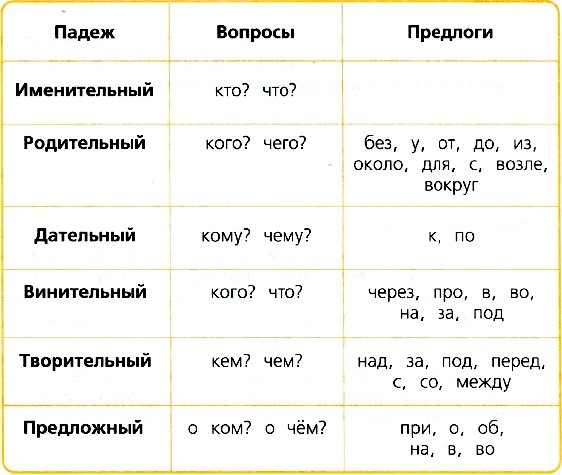 Падеж Вопросы Предлоги
Именительный кто? что?
Родительный кого? чего? без, у, от, до, из,
около, для, с, возле,
вокруг
Дательный кому? чему? к, по
Винительный кого? что? через, про, в, во,
на, за, под
Творительный кем? чем? над, за, под, перед,
с, со, между
Предложный о ком? о чём? при, о, об,
на, в, во